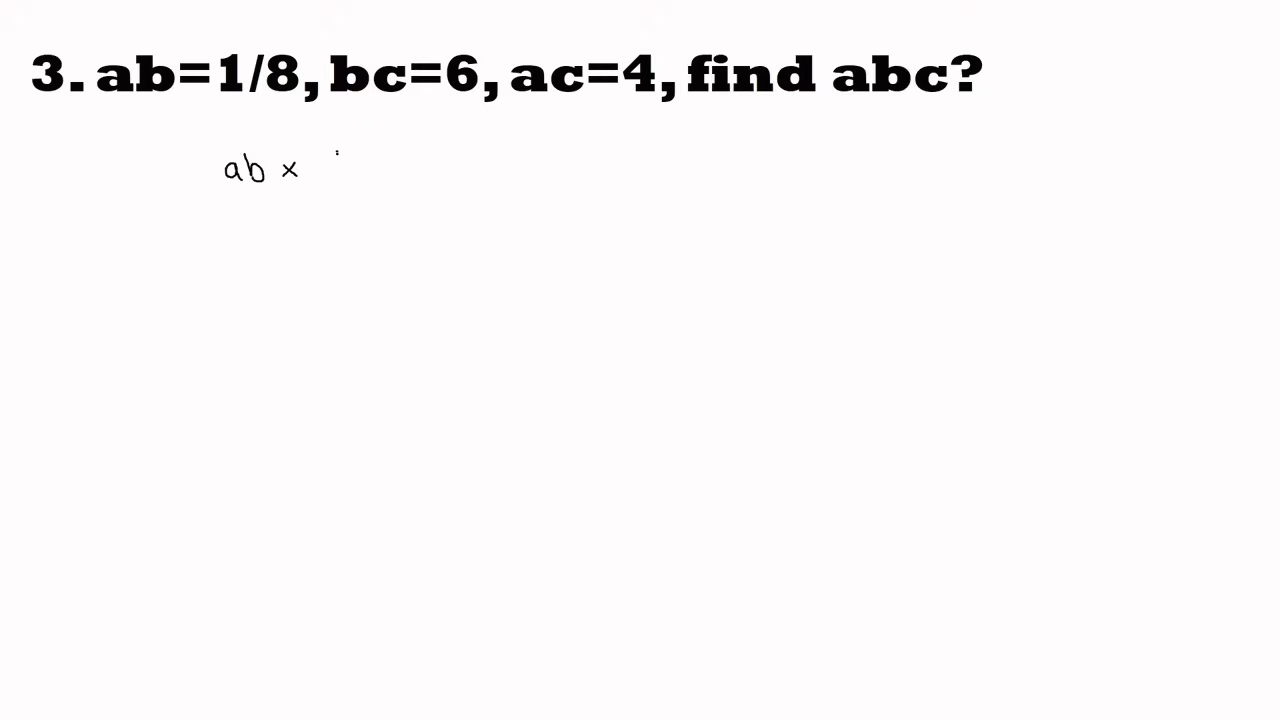 3. ab=1/8, bc=6, ac=4, find abc?
ab ×